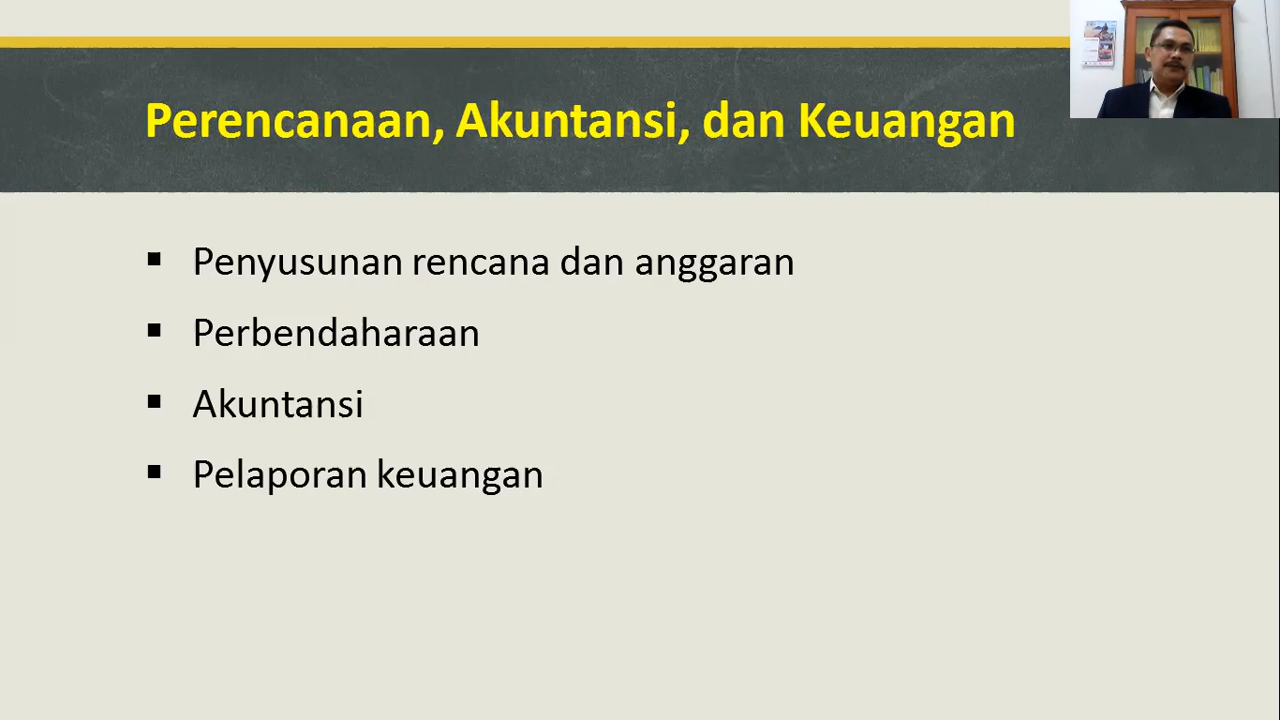 Perencanaan, Akuntansi, dan Keuangan
▪ Penyusunan rencana dan anggaran
▪ Perbendaharaan
▪ Akuntansi
▪ Pelaporan keuangan